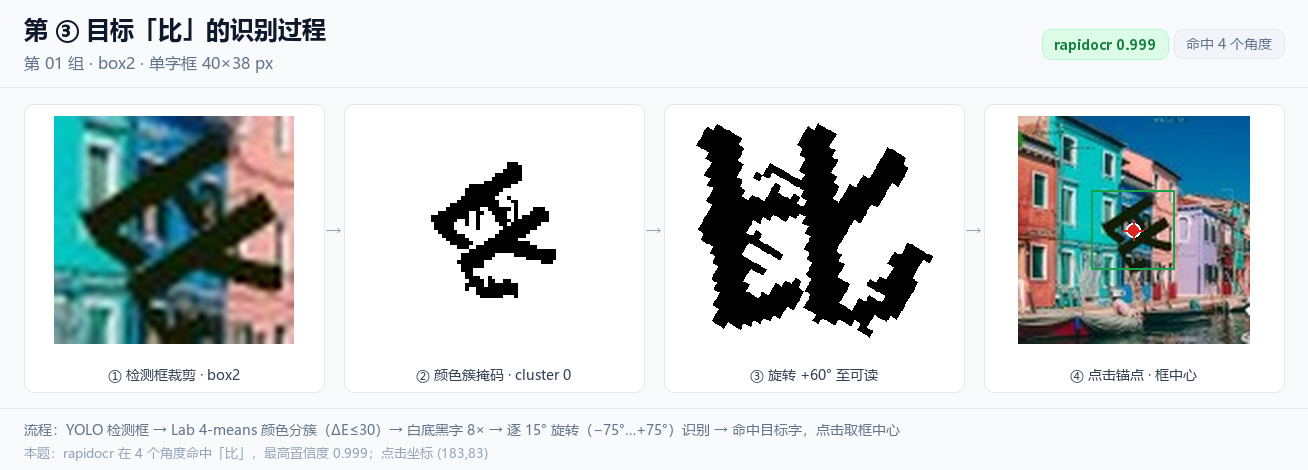 第 ③ 目标「比」的识别过程
第 01 组 · box2 · 单字框 40×38 px
rapidocr 0.999
命中 4 个角度
比
比
比
比
① 检测框裁剪 · box2
② 颜色簇掩码 · cluster 0
③ 旋转 +60° 至可读
④ 点击锚点 · 框中心
流程：YOLO 检测框 → Lab 4-means 颜色分簇（ΔE≤30）→ 白底黑字 8× → 逐 15° 旋转（−75°…+75°）识别 → 命中目标字，点击取框中心
本题：rapidocr 在 4 个角度命中「比」，最高置信度 0.999；点击坐标 (183,83)